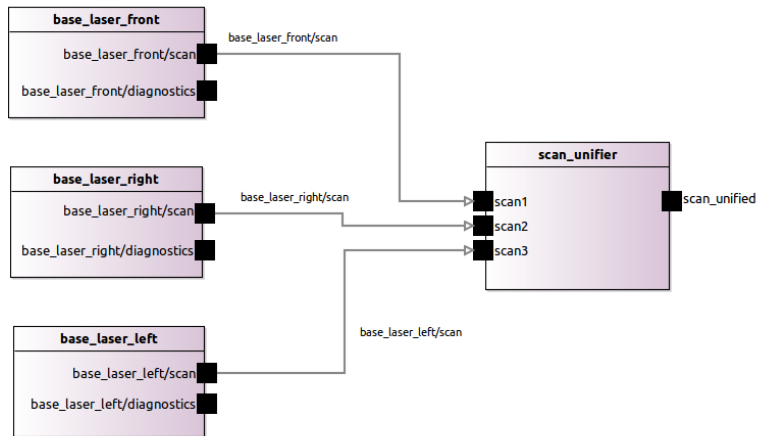 base_laser_front
base_laser_front/scan
base_laser_front/diagnostics
base_laser_front/scan
base_laser_right
base_laser_right/scan
base_laser_right/diagnostics
base_laser_right/scan
base_laser_left
base_laser_left/scan
base_laser_left/diagnostics
base_laser_left/scan
scan_unifier
scan1
scan2
scan3
scan_unified